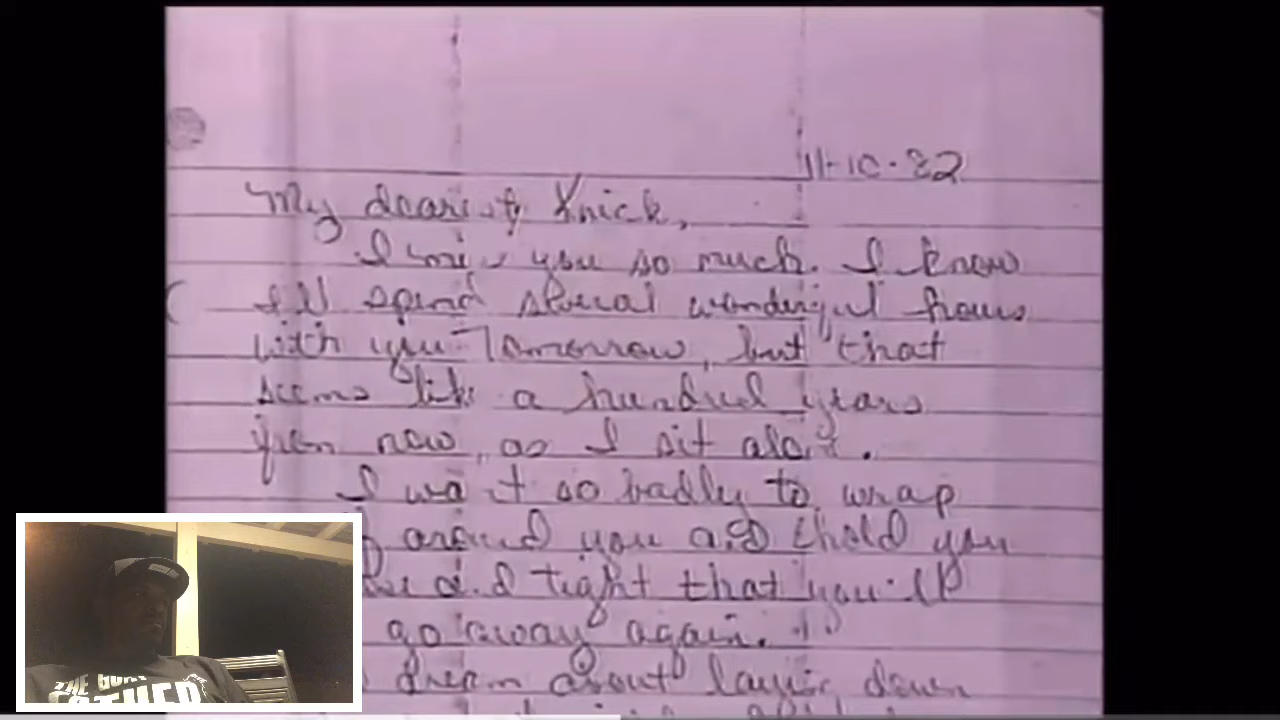 11-10-82
My dearest Knick,
I miss you so much. I know
I'll spend several wonderful hours
with you Tomorrow, but that
seems like a hundred years
from now, as I sit alone.
I want so badly to wrap
around you and hold you
tight that you'll
go away again.
dream about laying down
THE
FATHER